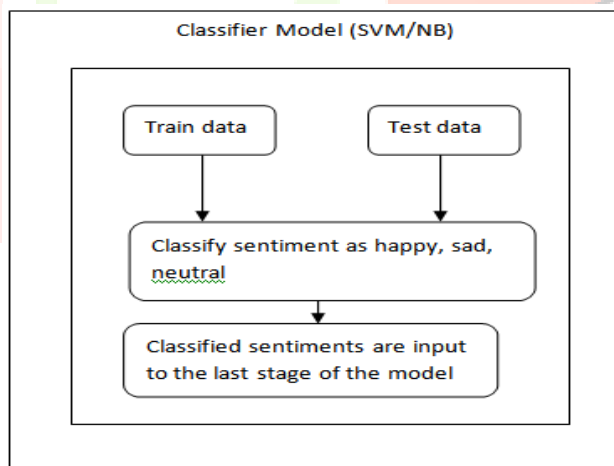 Classifier Model (SVM/NB)
Train data
Test data
Classify sentiment as happy, sad,
neutral
Classified sentiments are input
to the last stage of the model